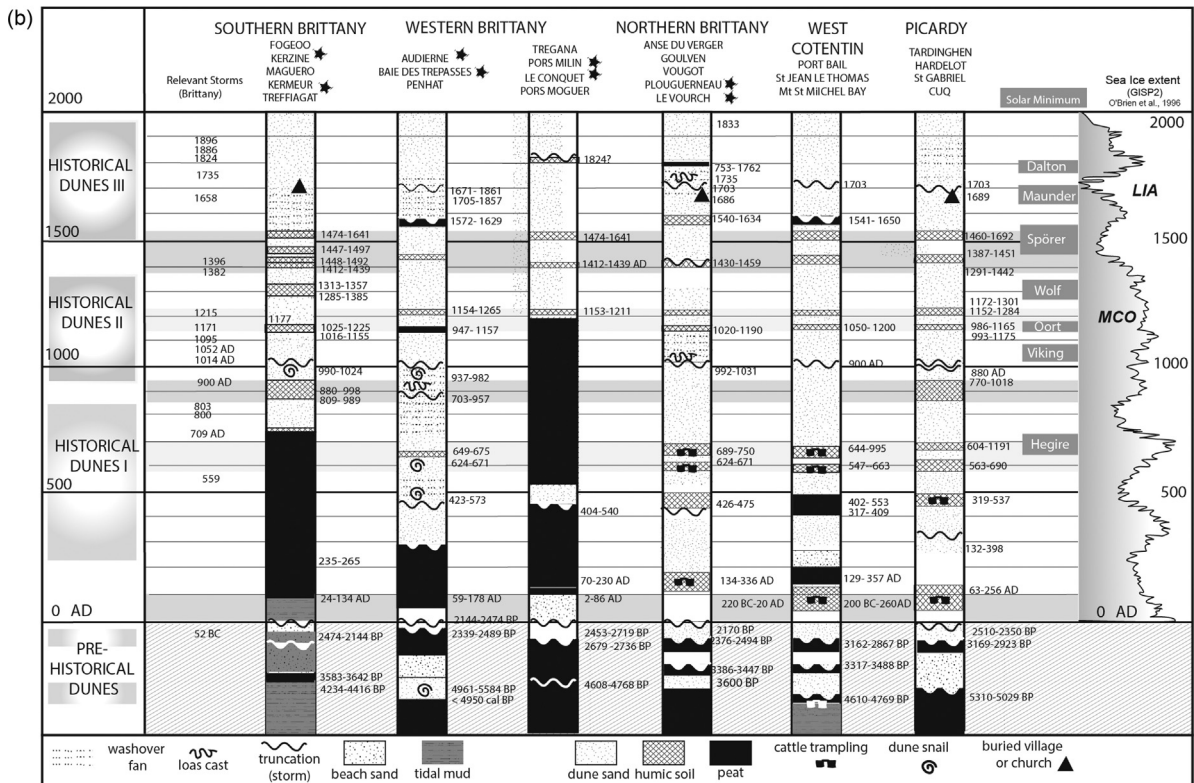 (b)
SOUTHERN BRITTANY
WESTERN BRITTANY
NORTHERN BRITTANY
WEST
COTENTIN
PICARDY
Relevant Storms
(Brittany)
FOGEOO
KERZINE
MAGUERO
KERMEUR
TREFFIAGAT
AUDIERNE
BAIE DES TREPASSES
PENHAT
TREGANA
PORS MILIN
LE CONQUET
PORS MOGUER
ANSE DU VERGER
GOULVEN
VOUGOT
PLOUGUERNEAU
LE VOURCH
PORT BAIL
St JEAN LE THOMAS
Mt St MilCHEL BAY
TARDINGHEN
HARDELOT
St GABRIEL
CUQ
Solar Minimum
Sea Ice extent
(GISP2)
O'Brien et al., 1996
2000
HISTORICAL
DUNES III
1500
HISTORICAL
DUNES II
1000
HISTORICAL
DUNES I
500
0 AD
PRE-
HISTORICAL
DUNES
1896
1886
1824
1735
1658
1396
1382
1215
1171
1095
1052 AD
1014 AD
900 AD
803
800
709 AD
559
52 BC
1474-1641
1447-1497
1448-1492
1412-1439
1313-1357
1285-1385
1177
1025-1225
1016-1155
990-1024
880- 998
809- 989
235-265
24-134 AD
2474-2144 BP
3583-3642 BP
4234-4416 BP
1671 -1861
1705-1857
1572- 1629
1154-1265
947- 1157
937-982
703-957
649-675
624-671
423-573
59-178 AD
2144-2474 BP
2339-2489 BP
4961-5584 BP
< 4950 cal BP
1824?
1474-1641
1412-1439 AD
1153-1211
404-540
70-230 AD
2-86 AD
2453-2719 BP
2679 -2736 BP
4608-4768 BP
1833
753- 1762
1735
1703
1686
1540-1634
1430-1459
1020-1190
992-1031
689-750
624-671
426-475
134-336 AD
220 BC-20 AD
2170 BP
2376-2494 BP
3386-3447 BP
3610 BP
1703
1541- 1650
1050- 1200
900 AD
644-995
547--663
402- 553
317- 409
129- 357 AD
200 BC-260AD
3162-2867 BP
3317-3488 BP
4610-4769 BP
1703
1689
1460-1692
1387-1451
1291-1442
1172-1301
1152-1284
986-1165
993-1175
880 AD
770-1018
604-1191
563-690
319-537
132-398
63-256 AD
2510-2350 BP
3169-2923 BP
5310-5029 BP
Dalton
Maunder
Spörer
Wolf
Oort
Viking
Hegire
2000
LIA
1500
MCO
1000
500
0 AD
washover
fan
loas cast
truncation
(storm)
beach sand
tidal mud
dune sand
humic soil
peat
cattle trampling
dune snail
buried village
or church